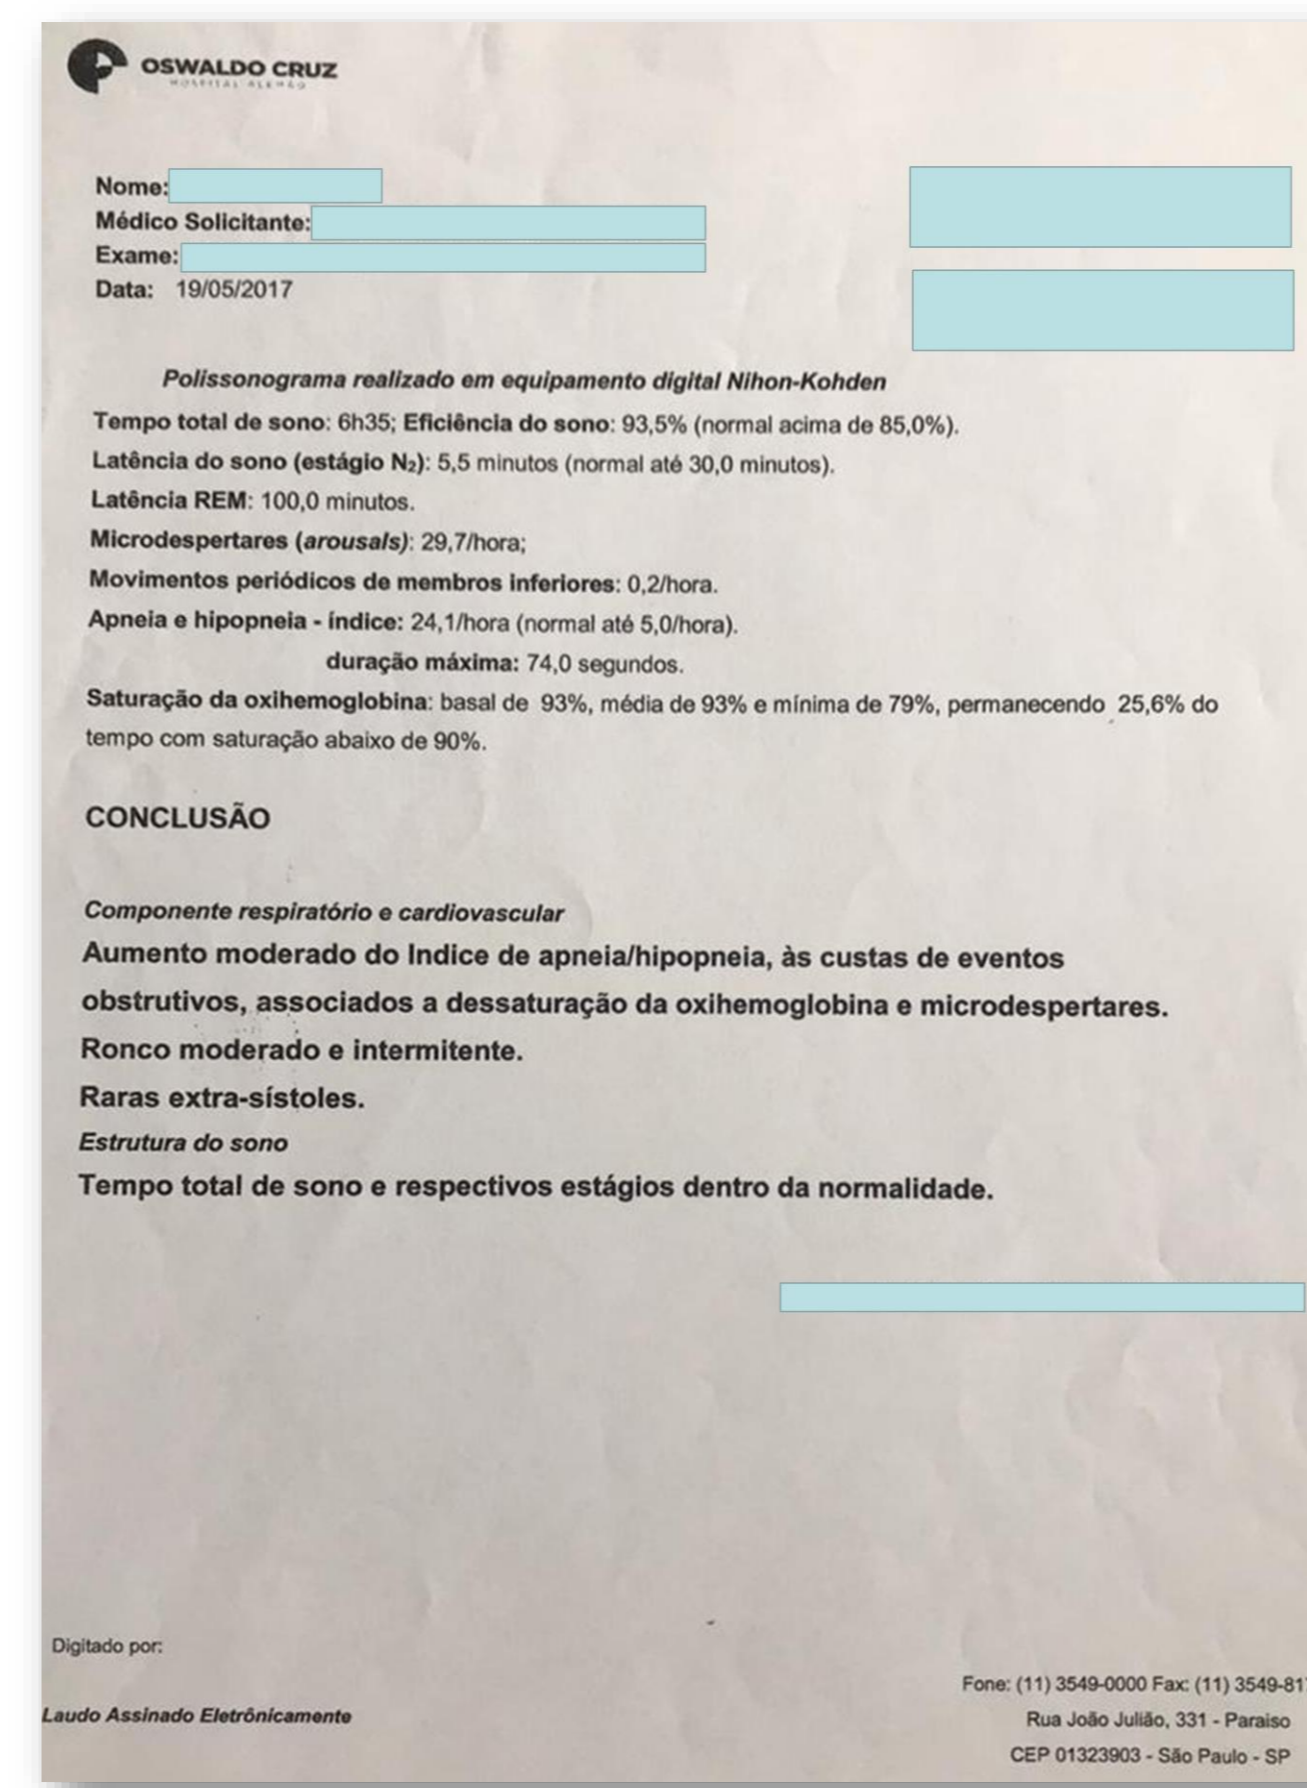 OSWALDO CRUZ
HOSPITAL ALEMÃO
Nome:
Médico Solicitante:
Exame:
Data: 19/05/2017
Polissonograma realizado em equipamento digital Nihon-Kohden
Tempo total de sono: 6h35; Eficiência do sono: 93,5% (normal acima de 85,0%).
Latência do sono (estágio N₂): 5,5 minutos (normal até 30,0 minutos).
Latência REM: 100,0 minutos.
Microdespertares (arousals): 29,7/hora;
Movimentos periódicos de membros inferiores: 0,2/hora.
Apneia e hipopneia - índice: 24,1/hora (normal até 5,0/hora).
duração máxima: 74,0 segundos.
Saturação da oxihemoglobina: basal de 93%, média de 93% e mínima de 79%, permanecendo 25,6% do
tempo com saturação abaixo de 90%.
CONCLUSÃO
Componente respiratório e cardiovascular
Aumento moderado do Indice de apneia/hipopneia, às custas de eventos
obstrutivos, associados a dessaturação da oxihemoglobina e microdespertares.
Ronco moderado e intermitente.
Raras extra-sístoles.
Estrutura do sono
Tempo total de sono e respectivos estágios dentro da normalidade.
Digitado por:
Laudo Assinado Eletrônicamente
Fone: (11) 3549-0000 Fax: (11) 3549-81
Rua João Julião, 331 - Paraiso
CEP 01323903 - São Paulo - SP